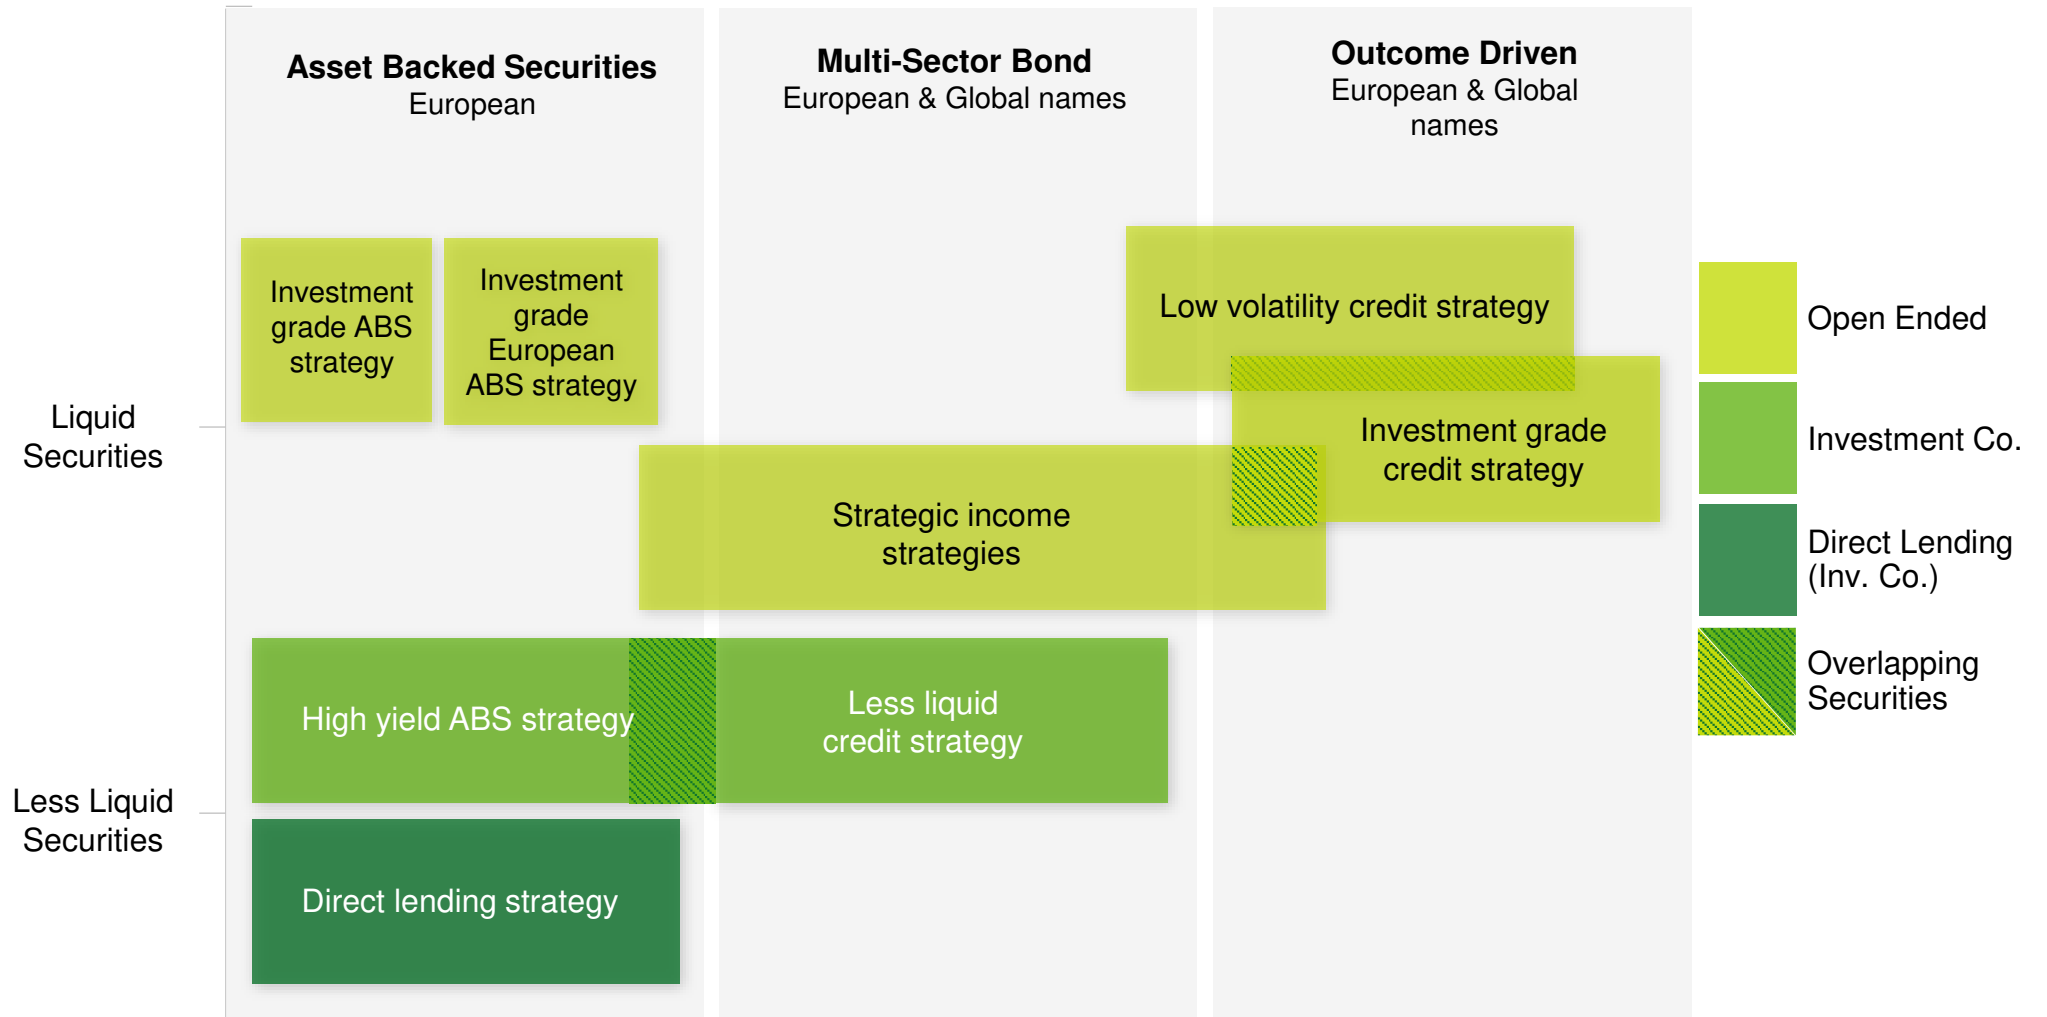 Asset Backed Securities
European
Multi-Sector Bond
European & Global names
Outcome Driven
European & Global
names
Investment
grade ABS
strategy
Investment
grade
European
ABS strategy
Low volatility credit strategy
Investment grade
credit strategy
Strategic income
strategies
High yield ABS strategy
Less liquid
credit strategy
Direct lending strategy
Liquid
Securities
Less Liquid
Securities
Open Ended
Investment Co.
Direct Lending
(Inv. Co.)
Overlapping
Securities